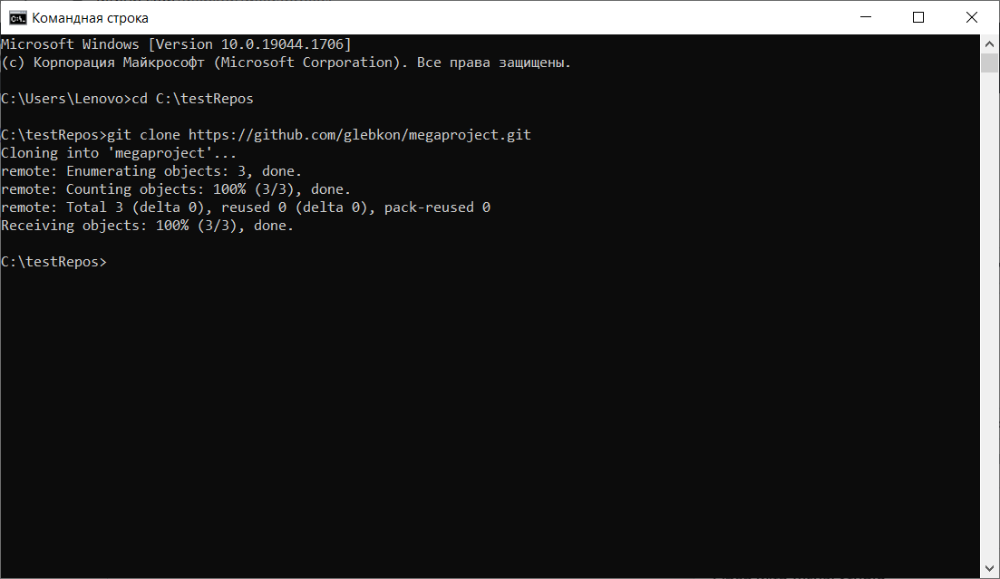 Командная строка
Microsoft Windows [Version 10.0.19044.1706]
(c) Корпорация Майкрософт (Microsoft Corporation). Все права защищены.
C:\Users\Lenovo>cd C:\testRepos
C:\testRepos>git clone https://github.com/glebkon/megaproject.git
Cloning into 'megaproject'...
remote: Enumerating objects: 3, done.
remote: Counting objects: 100% (3/3), done.
remote: Total 3 (delta 0), reused 0 (delta 0), pack-reused 0
Receiving objects: 100% (3/3), done.
C:\testRepos>